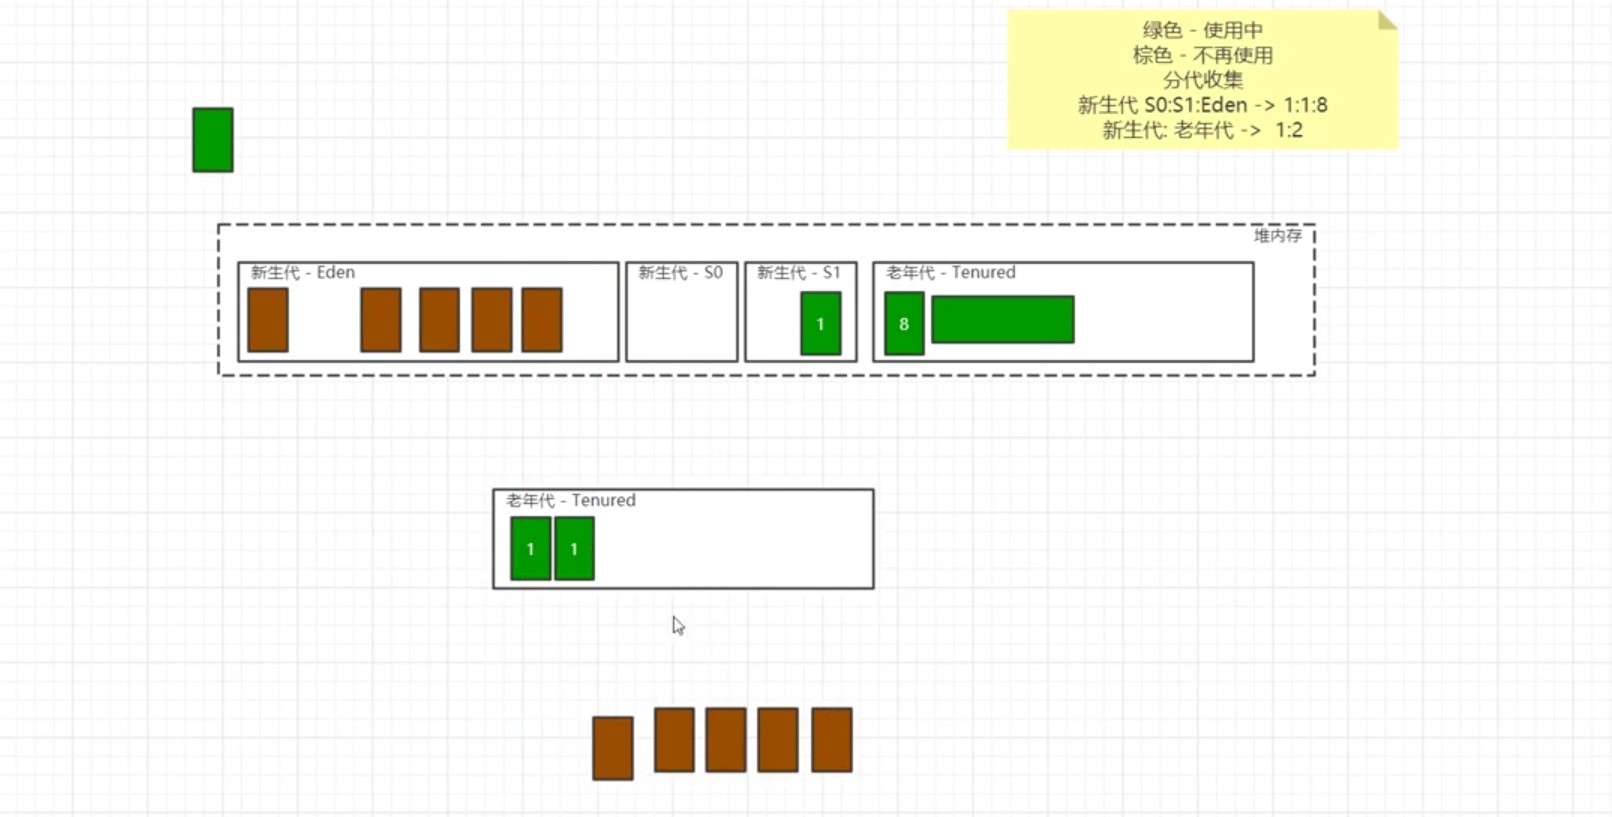 绿色 - 使用中
棕色 - 不再使用
分代收集
新生代 S0:S1:Eden -> 1:1:8
新生代: 老年代 -> 1:2
堆内存
新生代 - Eden
新生代 - S0
新生代 - S1
1
老年代 - Tenured
8
老年代 - Tenured
1
1